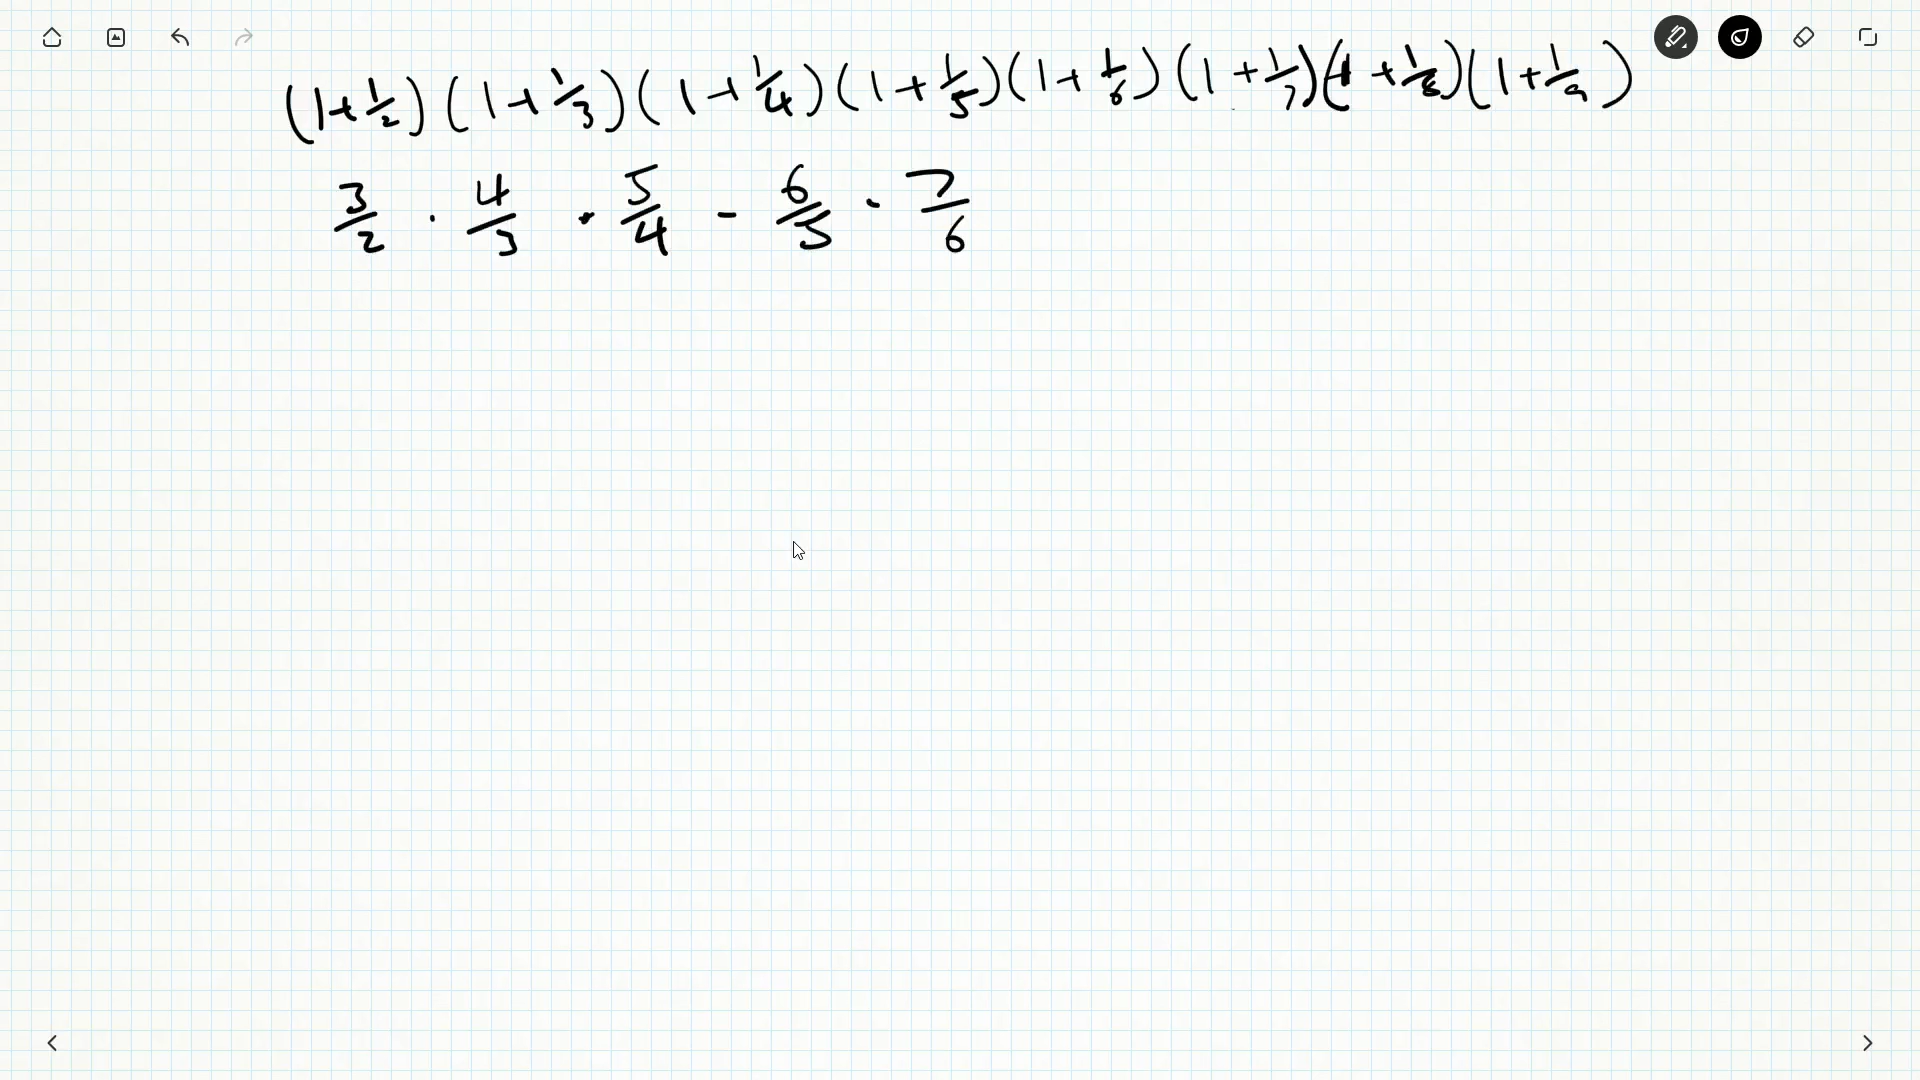 (1+1/2)(1+1/3)(1+1/4)(1+1/5)(1+1/6)(1+1/7)(1+1/8)(1+1/9)
3/2 · 4/3 · 5/4 - 6/5 · 7/6